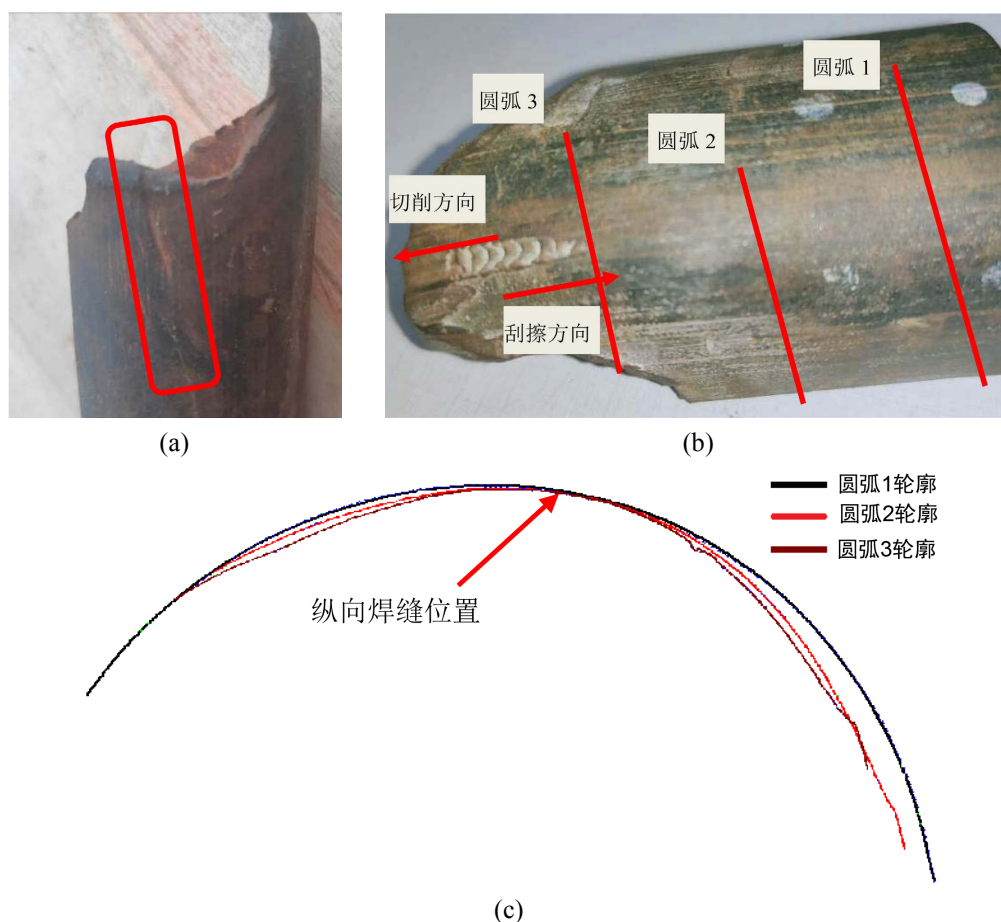 圆弧 1
圆弧 3
圆弧 2
切削方向
刮擦方向
(a)
(b)
圆弧1轮廓
圆弧2轮廓
圆弧3轮廓
纵向焊缝位置
(c)